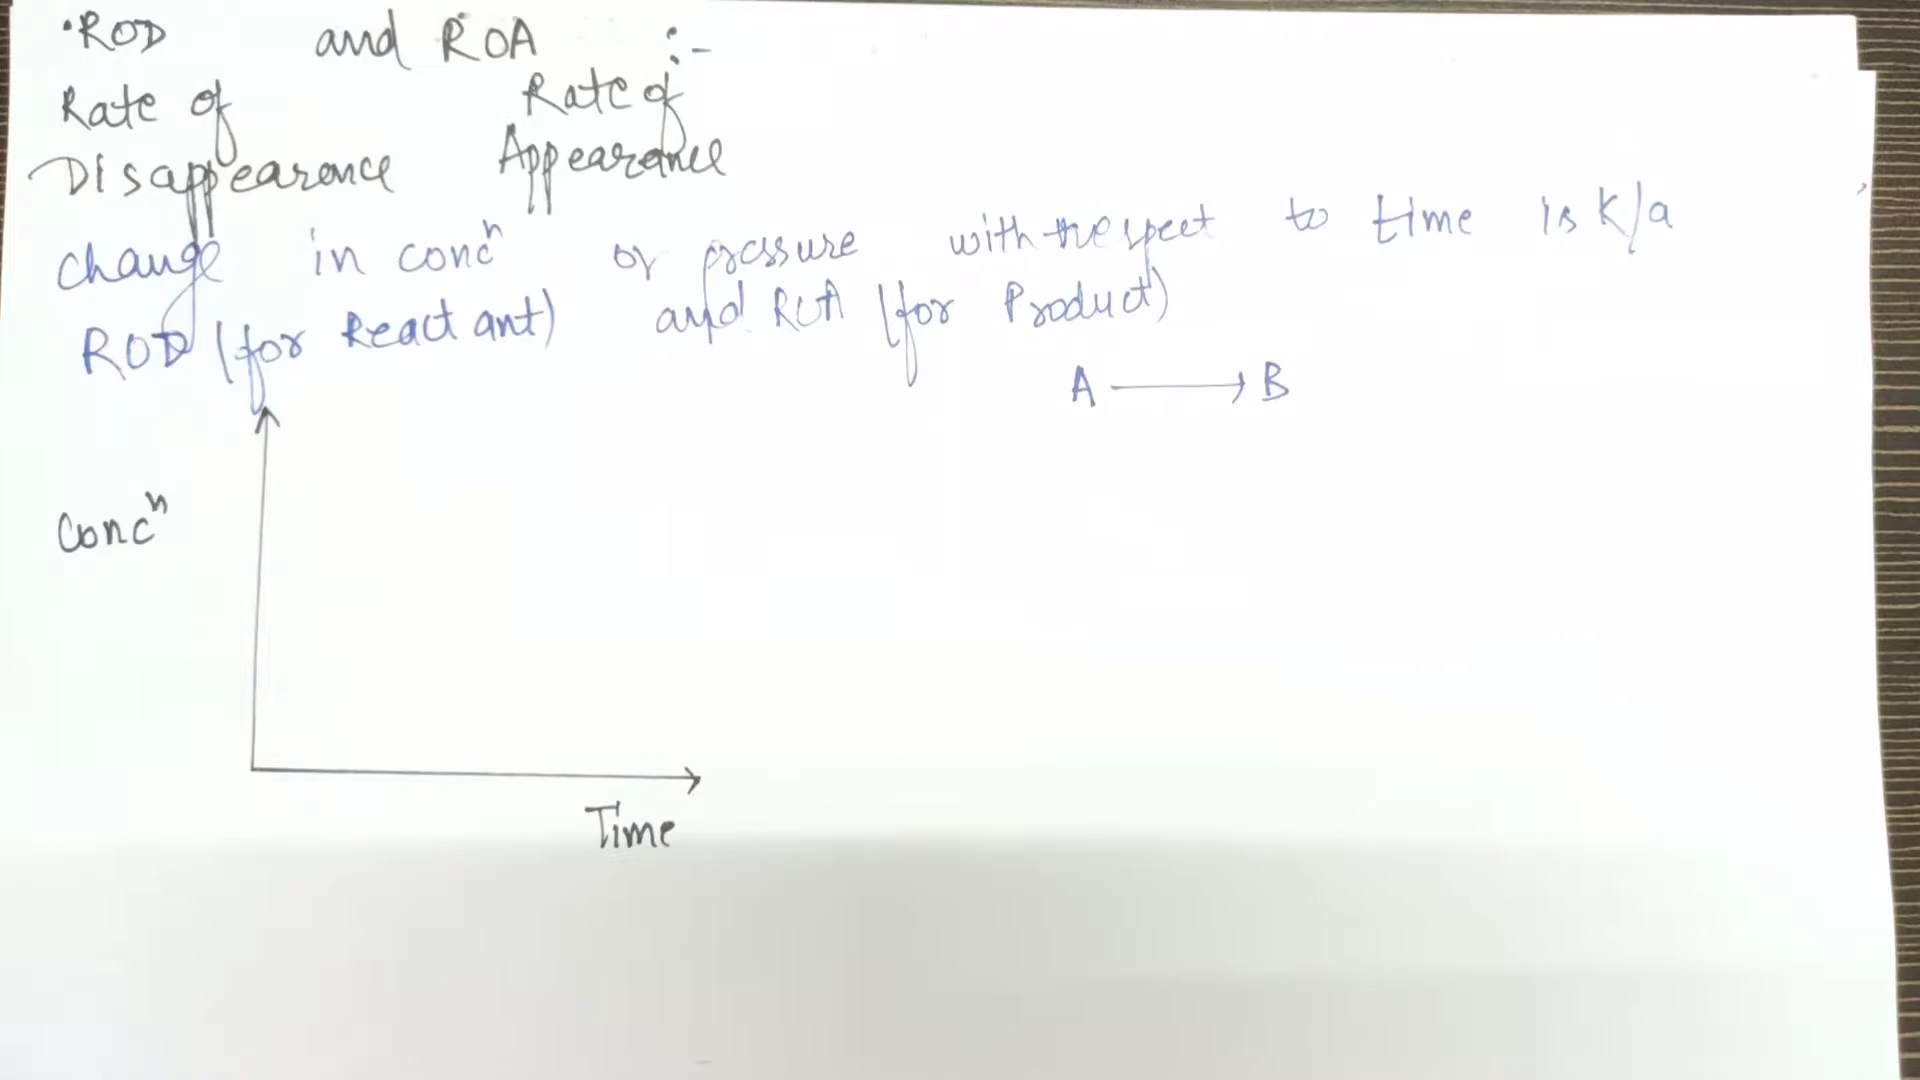 •ROD and ROA :-
Rate of Rate of
Disappearance Appearance
change in concⁿ or pressure with respect to time is k/a
ROD (for Reactant) and ROA (for Product)
A ⟶ B
Concⁿ
Time